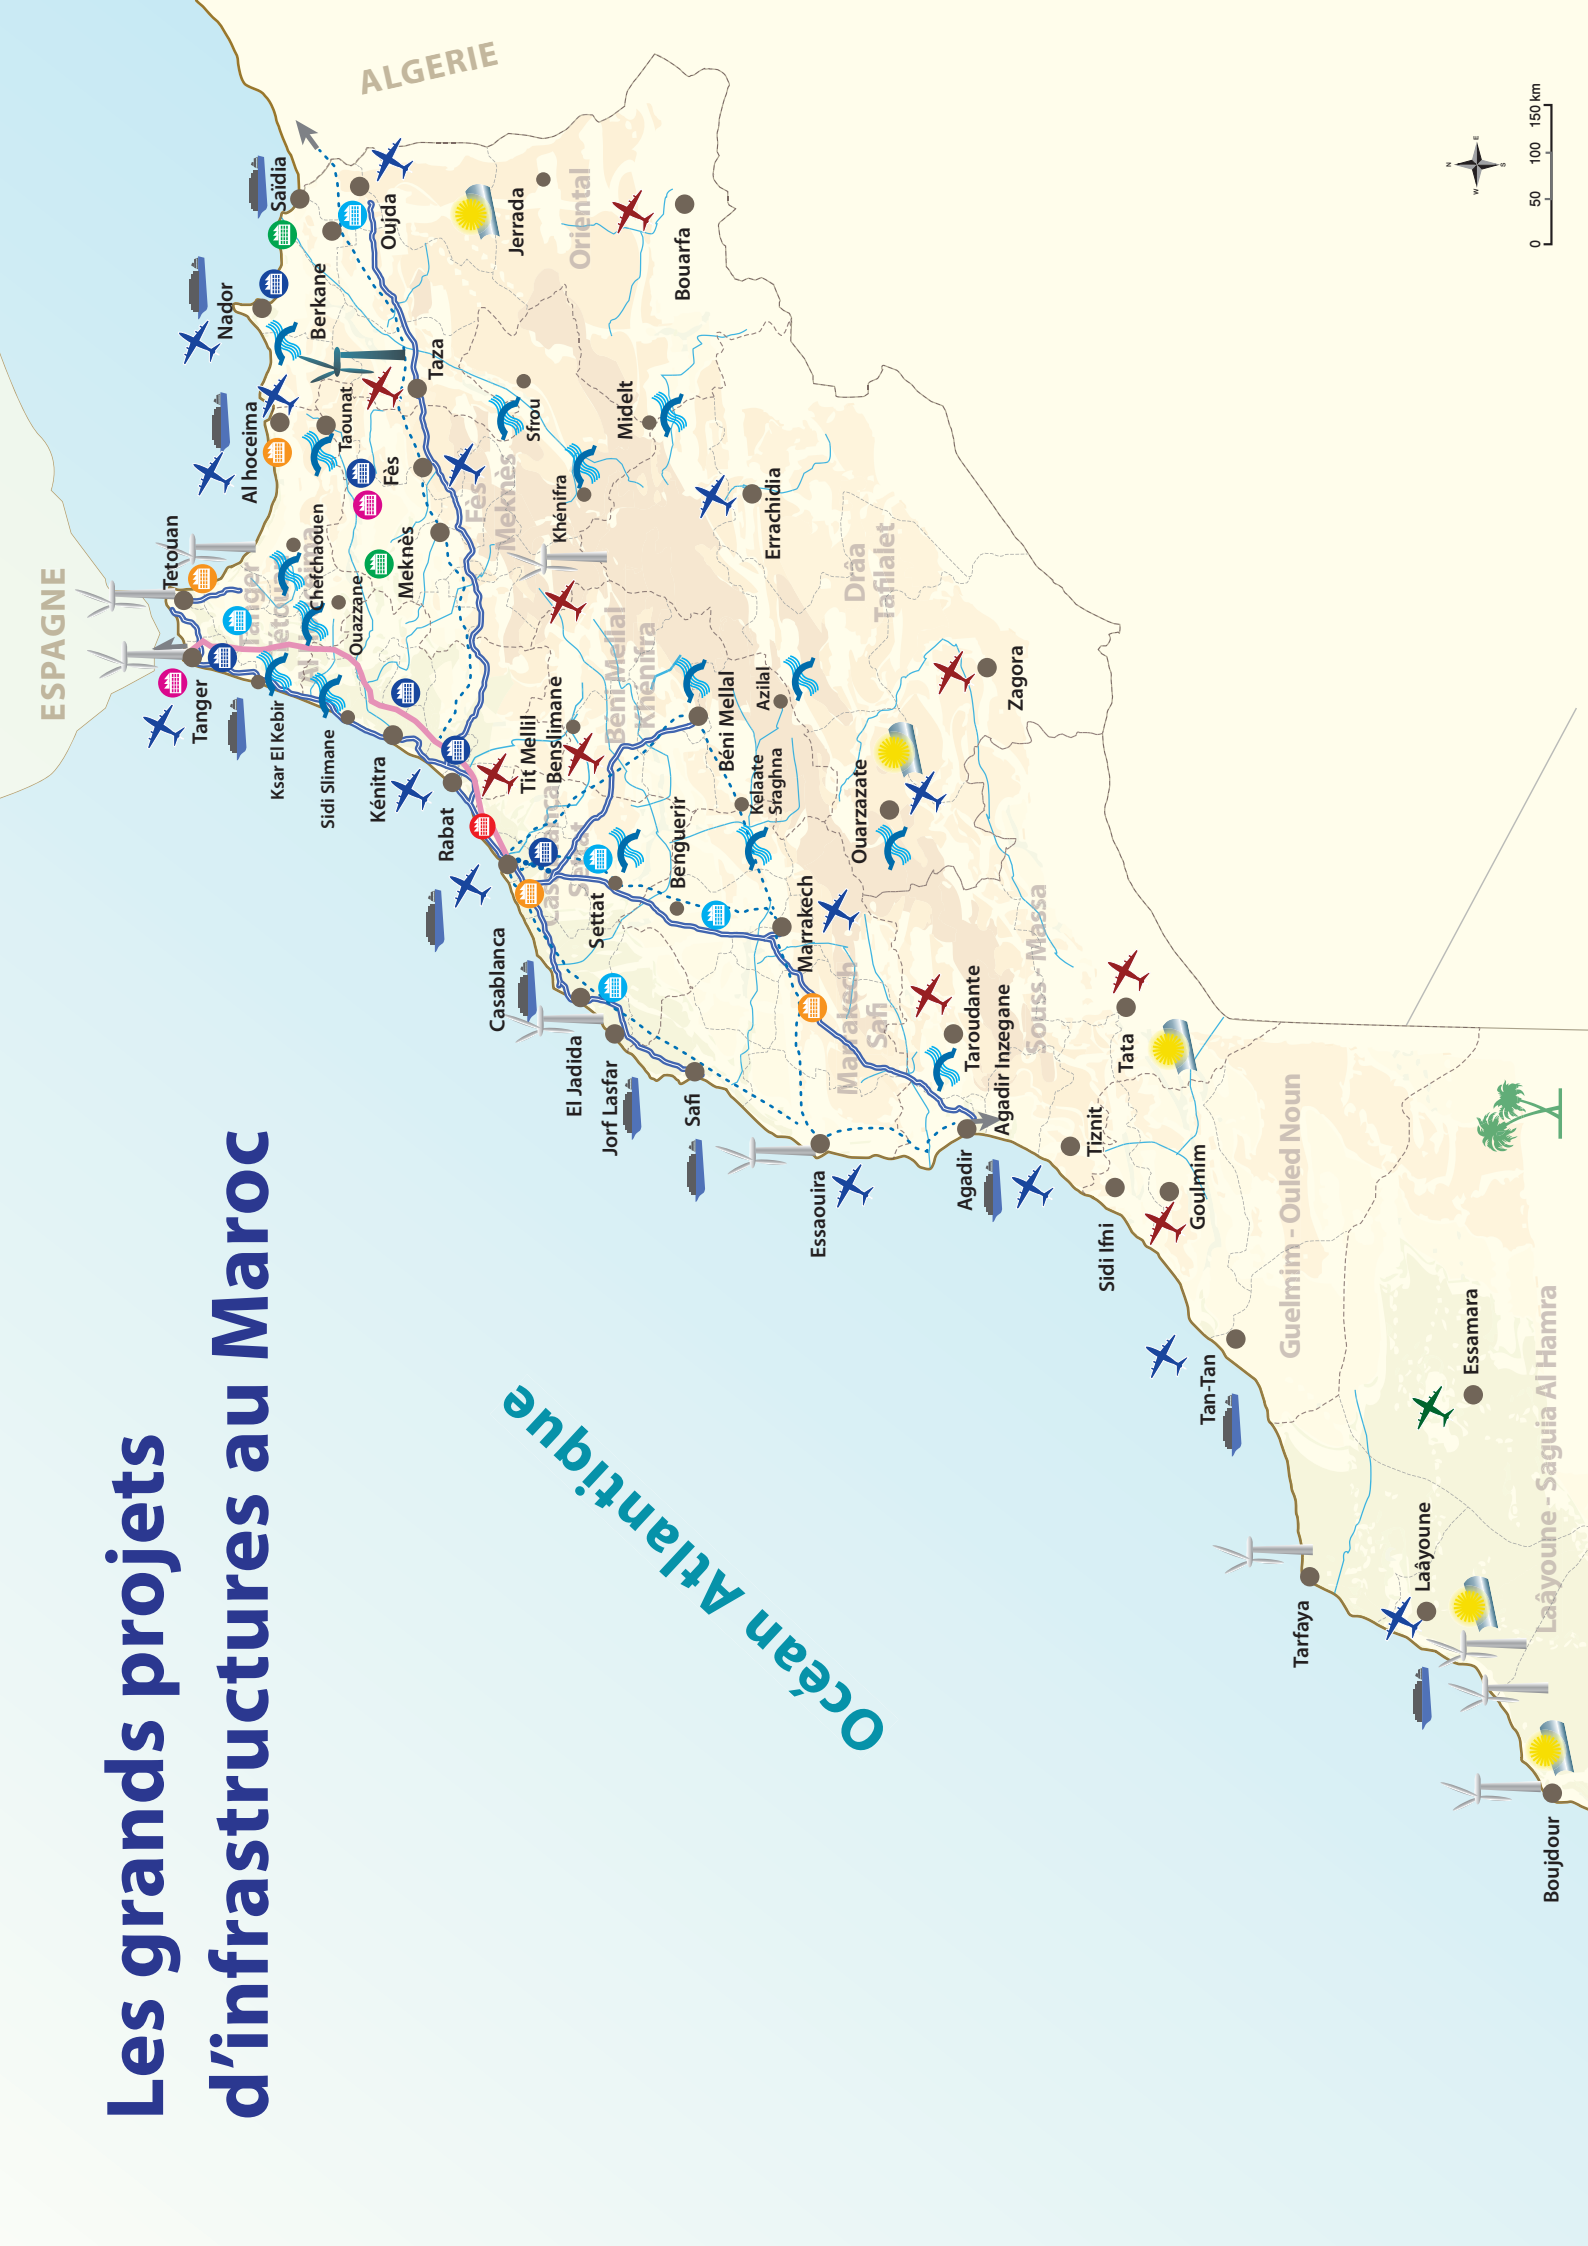 Les grands projets
d'infrastructures au Maroc
ESPAGNE
ALGERIE
Océan Atlantique
Saïdia
Nador
Berkane
Oujda
Jerrada
Oriental
Bouarfa
Al hoceima
Taounat
Taza
Tetouan
Chefchaouen
Ouazzane
Fès
Meknès
Fès
Meknès
Sfrou
Khénifra
Midelt
Errachidia
Drâa
Tafilalet
Tanger
Ksar El Kebir
Sidi Slimane
Kénitra
Rabat
Tit Mellil
Benslimane
Béni Mellal
Khenifra
Béni Mellal
Azilal
Kelaate
Sraghna
Zagora
Ouarzazate
Casablanca
Settat
Benguerir
Marrakech
Marrakech
Safi
El Jadida
Jorf Lasfar
Safi
Essaouira
Taroudante
Agadir Inzegane
Agadir
Souss - Massa
Tata
Tiznit
Sidi Ifni
Goulmim
Guelmim - Ouled Noun
Tan-Tan
Essamara
Laâyoune - Saguia Al Hamra
Tarfaya
Laâyoune
Boujdour
N
E
S
W
0 50 100 150 km